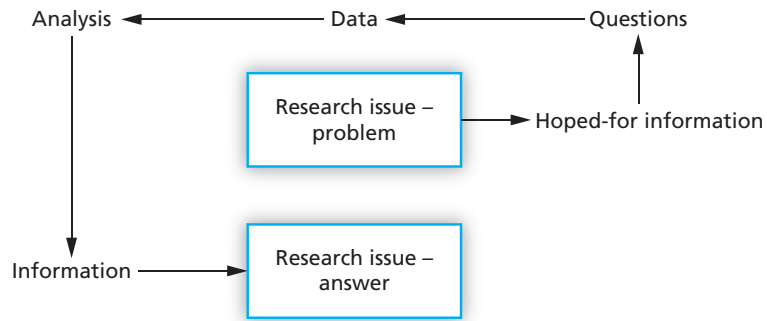 Analysis
Data
Questions
Research issue –
problem
Hoped-for information
Information
Research issue –
answer